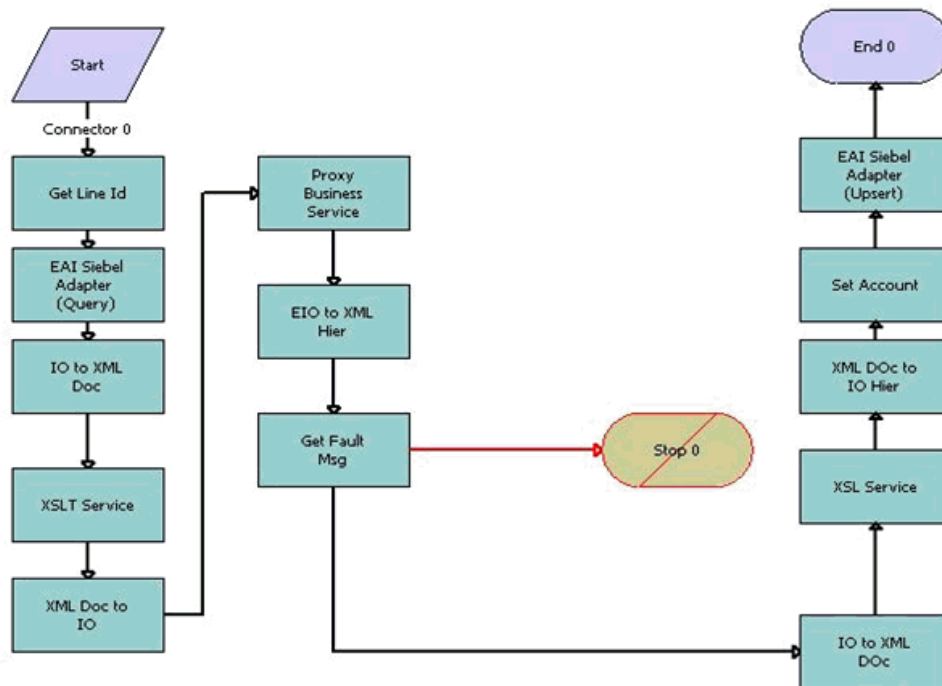 Start
Connector 0
Get Line Id
EAI Siebel
Adapter
(Query)
IO to XML
Doc
XSLT Service
XML Doc to
IO
Proxy
Business
Service
EIO to XML
Hier
Get Fault
Msg
Stop 0
IO to XML
DOc
XSL Service
XML DOc to
IO Hier
Set Account
EAI Siebel
Adapter
(Upsert)
End 0